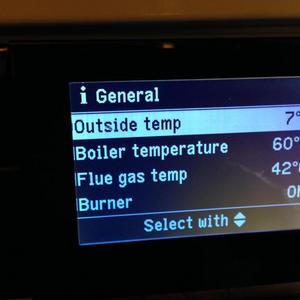 i General
Outside temp 7°
Boiler temperature 60°
Flue gas temp 42°
Burner
Select with